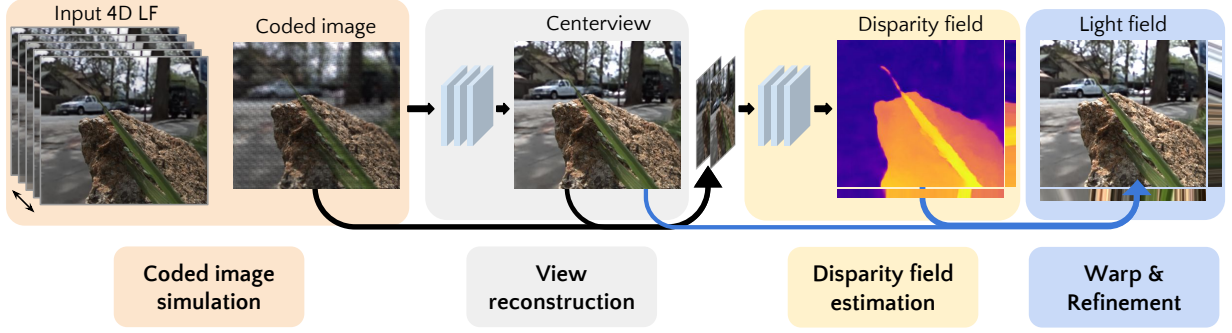 Input 4D LF
Coded image
Centerview
Disparity field
Light field
Coded image
simulation
View
reconstruction
Disparity field
estimation
Warp &
Refinement